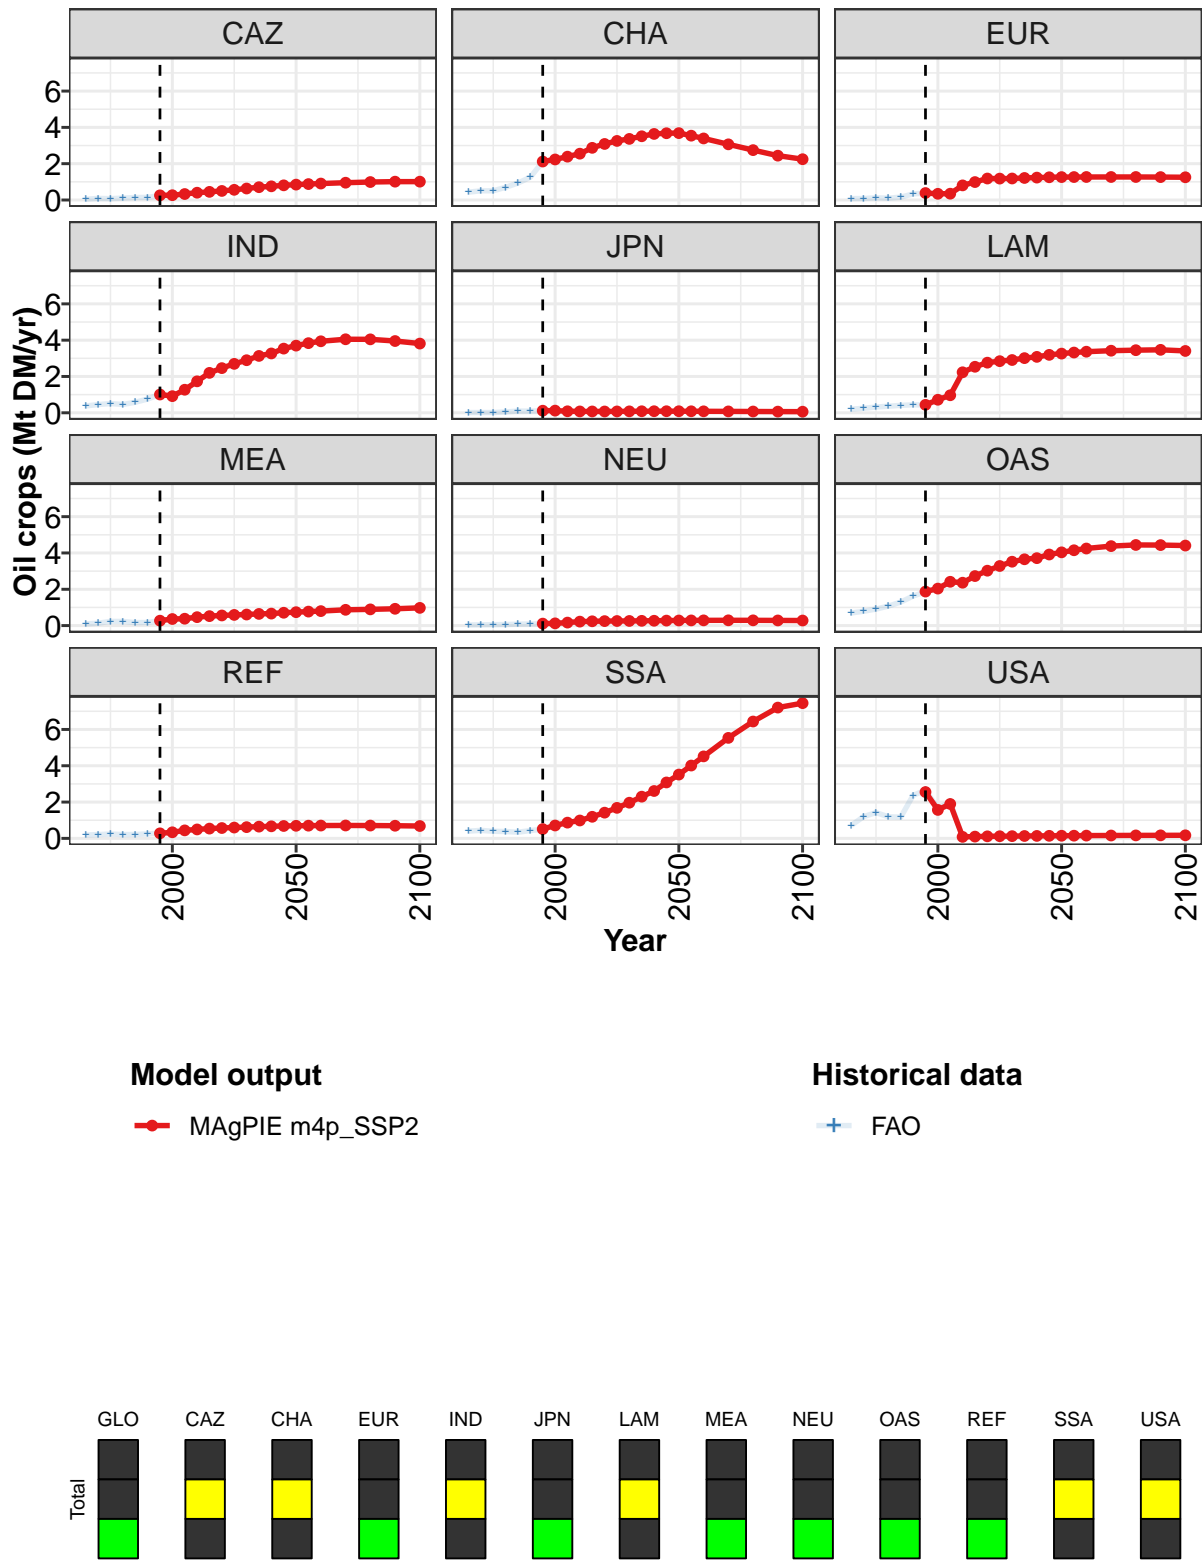 CAZ CHA EUR
6
4
2
0
IND JPN LAM
6
4
2
0
MEA NEU OAS
6
4
2
0
REF SSA USA
6
4
2
0
Oil crops (Mt DM/yr)
2000 2050 2100 2000 2050 2100 2000 2050 2100
Year
Model output Historical data
MAgPIE m4p_SSP2 FAO
GLO CAZ CHA EUR IND JPN LAM MEA NEU OAS REF SSA USA
Total